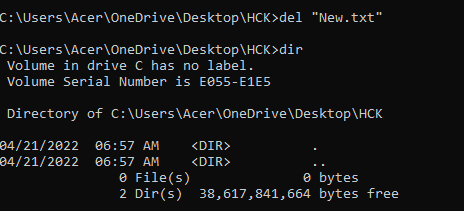 C:\Users\Acer\OneDrive\Desktop\HCK>del "New.txt"
C:\Users\Acer\OneDrive\Desktop\HCK>dir
 Volume in drive C has no label.
 Volume Serial Number is E055-E1E5
 Directory of C:\Users\Acer\OneDrive\Desktop\HCK
04/21/2022  06:57 AM    <DIR>          .
04/21/2022  06:57 AM    <DIR>          ..
               0 File(s)              0 bytes
               2 Dir(s)  38,617,841,664 bytes free